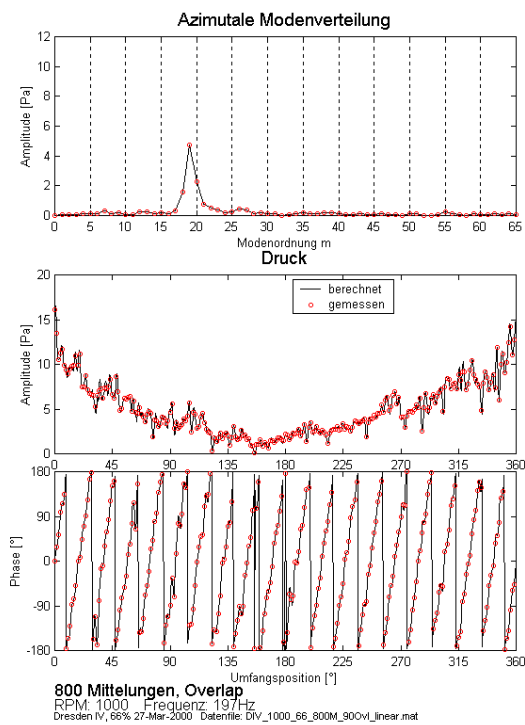 Azimutale Modenverteilung
Amplitude [Pa]
12
10
8
6
4
2
0
0 5 10 15 20 25 30 35 40 45 50 55 60 65
Modenordnung m
Druck
Amplitude [Pa]
20
15
10
5
0
berechnet
gemessen
0 45 90 135 180 225 270 315 360
Phase [°]
180
90
0
-90
-180
0 45 90 135 180 225 270 315 360
Umfangsposition [°]
800 Mittelungen, Overlap
RPM: 1000 Frequenz: 197Hz
Dresden IV, 66% 27-Mar-2000 Datenfile: DIV_1000_66_800M_90Ovl_linear.mat